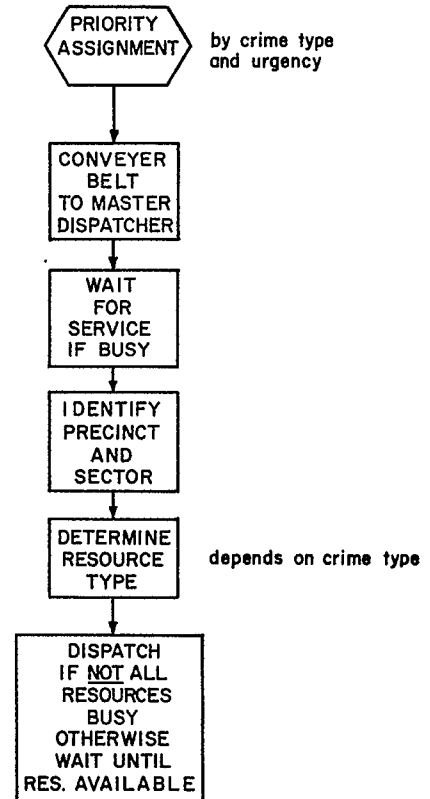 PRIORITY
ASSIGNMENT
by crime type
and urgency
CONVEYER
BELT
TO MASTER
DISPATCHER
WAIT
FOR
SERVICE
IF BUSY
IDENTIFY
PRECINCT
AND
SECTOR
DETERMINE
RESOURCE
TYPE
depends on crime type
DISPATCH
IF NOT ALL
RESOURCES
BUSY
OTHERWISE
WAIT UNTIL
RES. AVAILABLE